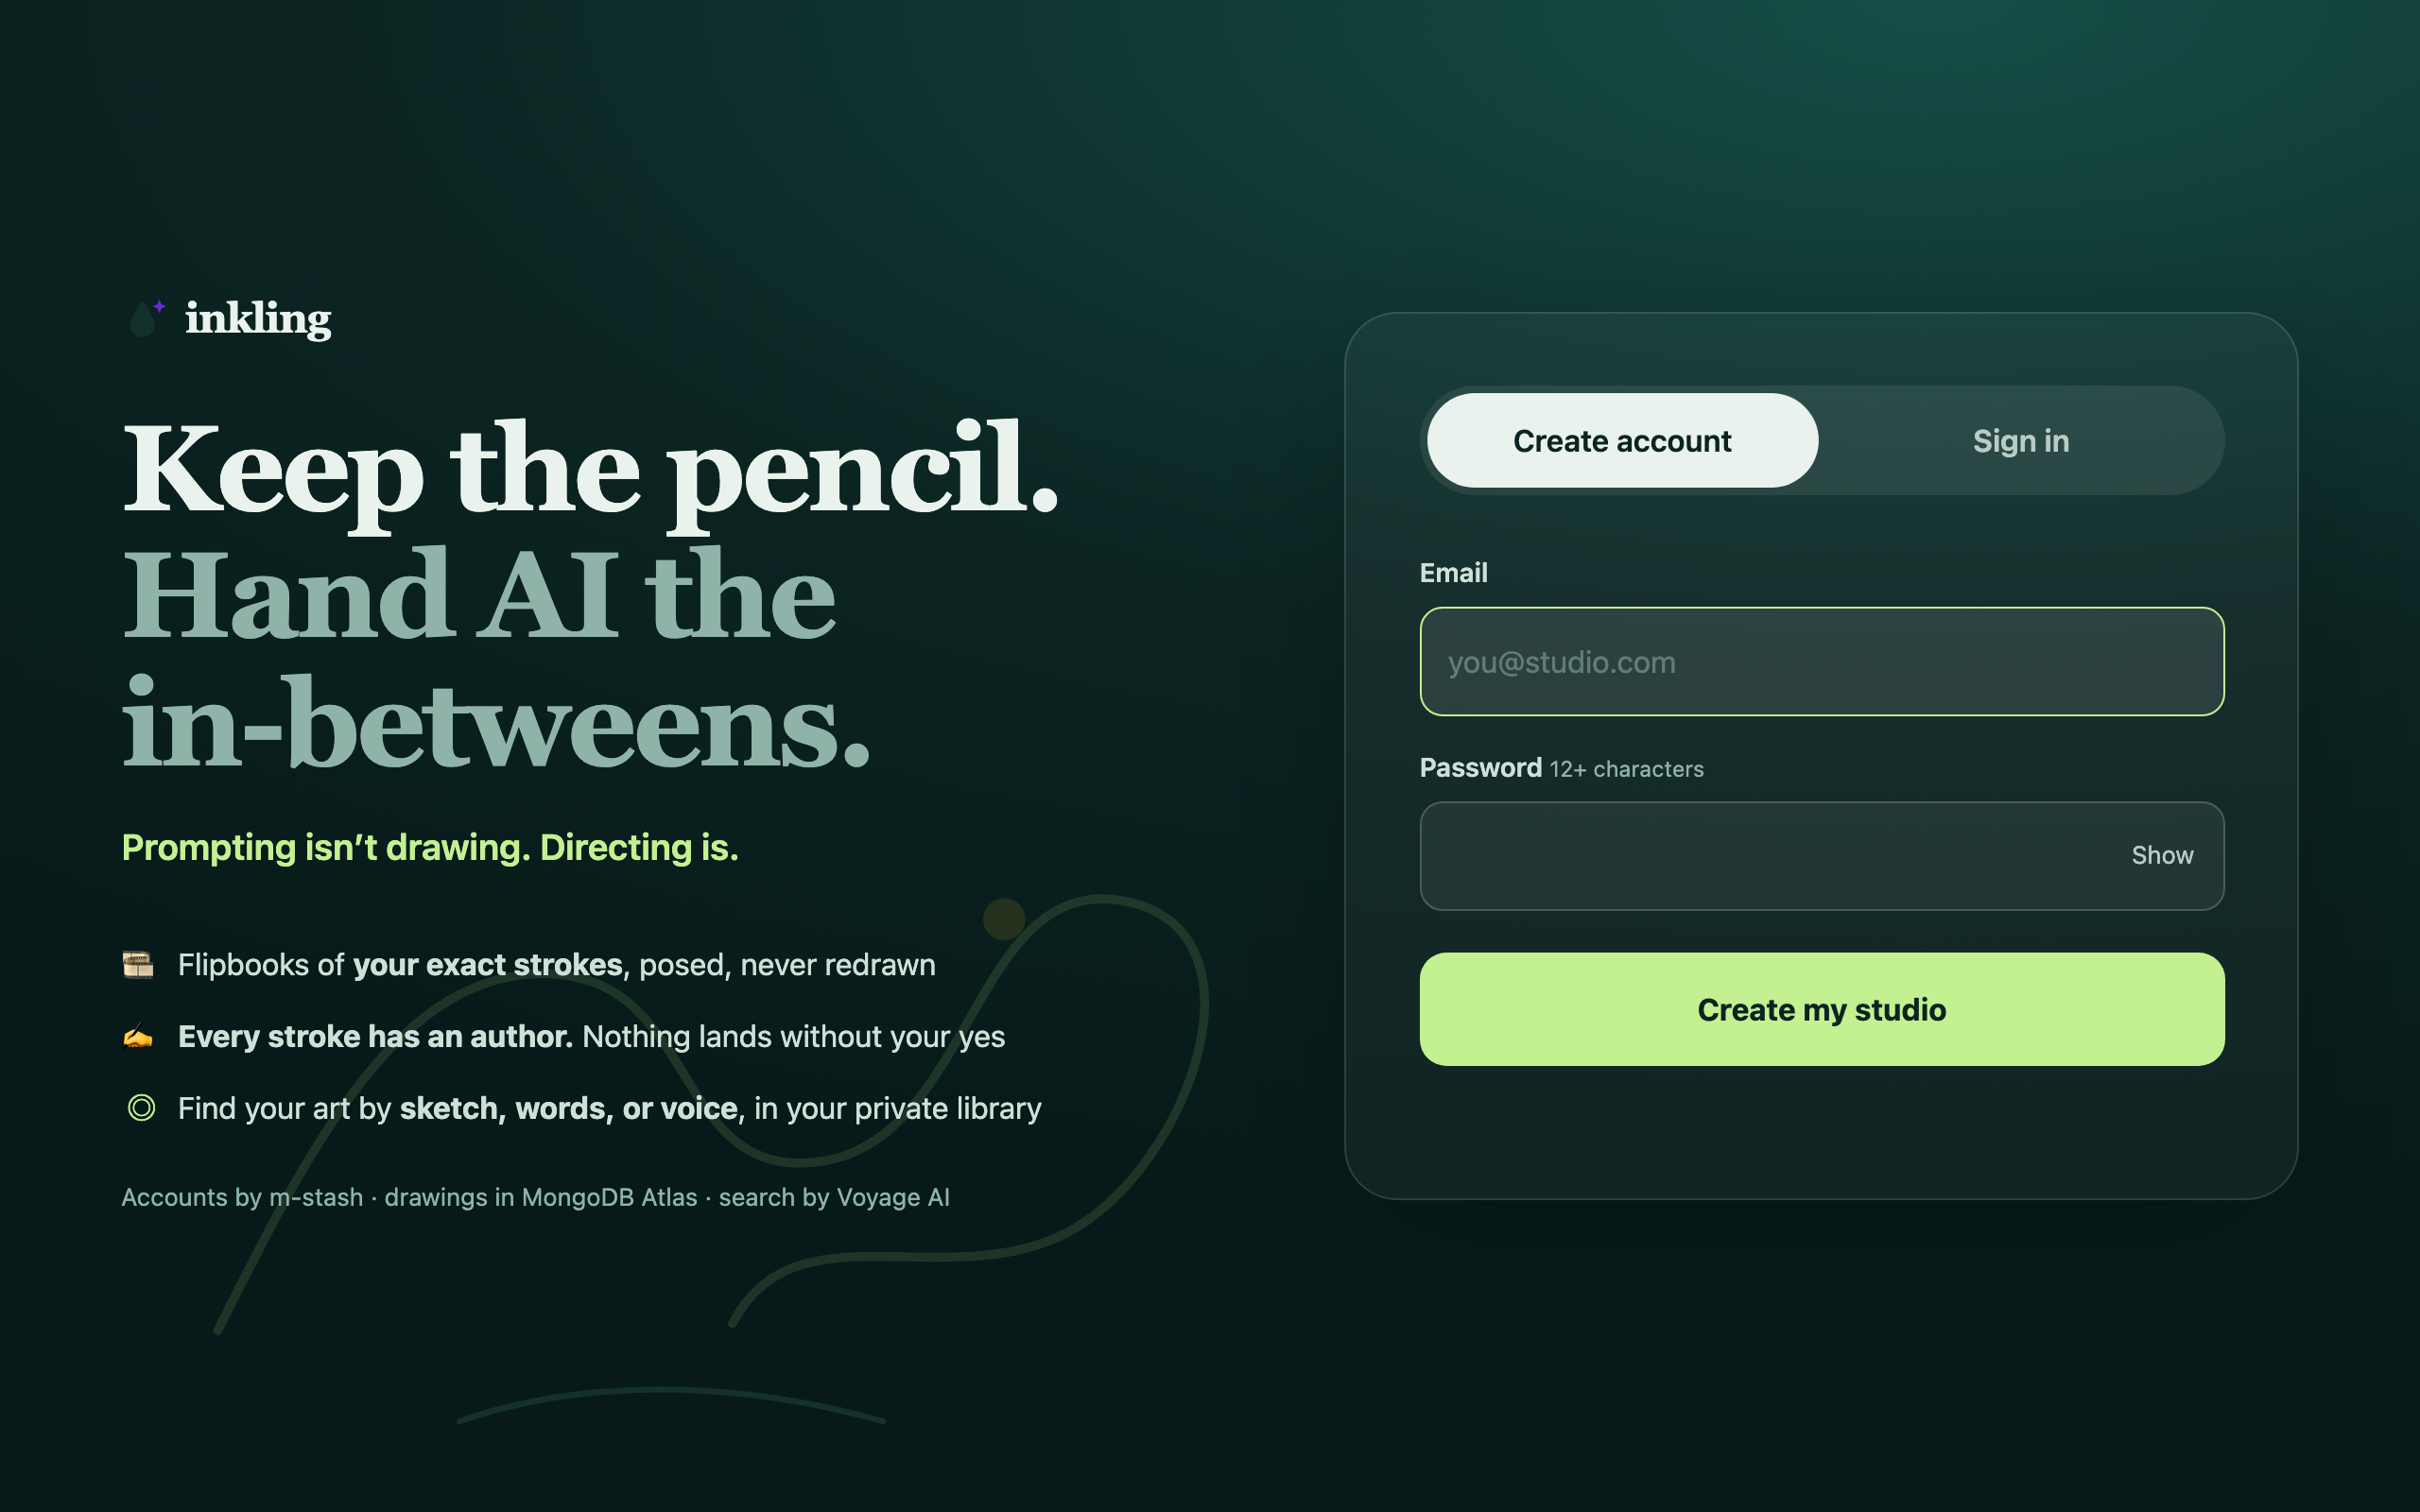 inkling
Keep the pencil.
Hand AI the
in-betweens.
Prompting isn’t drawing. Directing is.
Flipbooks of your exact strokes, posed, never redrawn
Every stroke has an author. Nothing lands without your yes
Find your art by sketch, words, or voice, in your private library
Accounts by m-stash · drawings in MongoDB Atlas · search by Voyage AI
Create account
Sign in
Email
you@studio.com
Password 12+ characters
Show
Create my studio